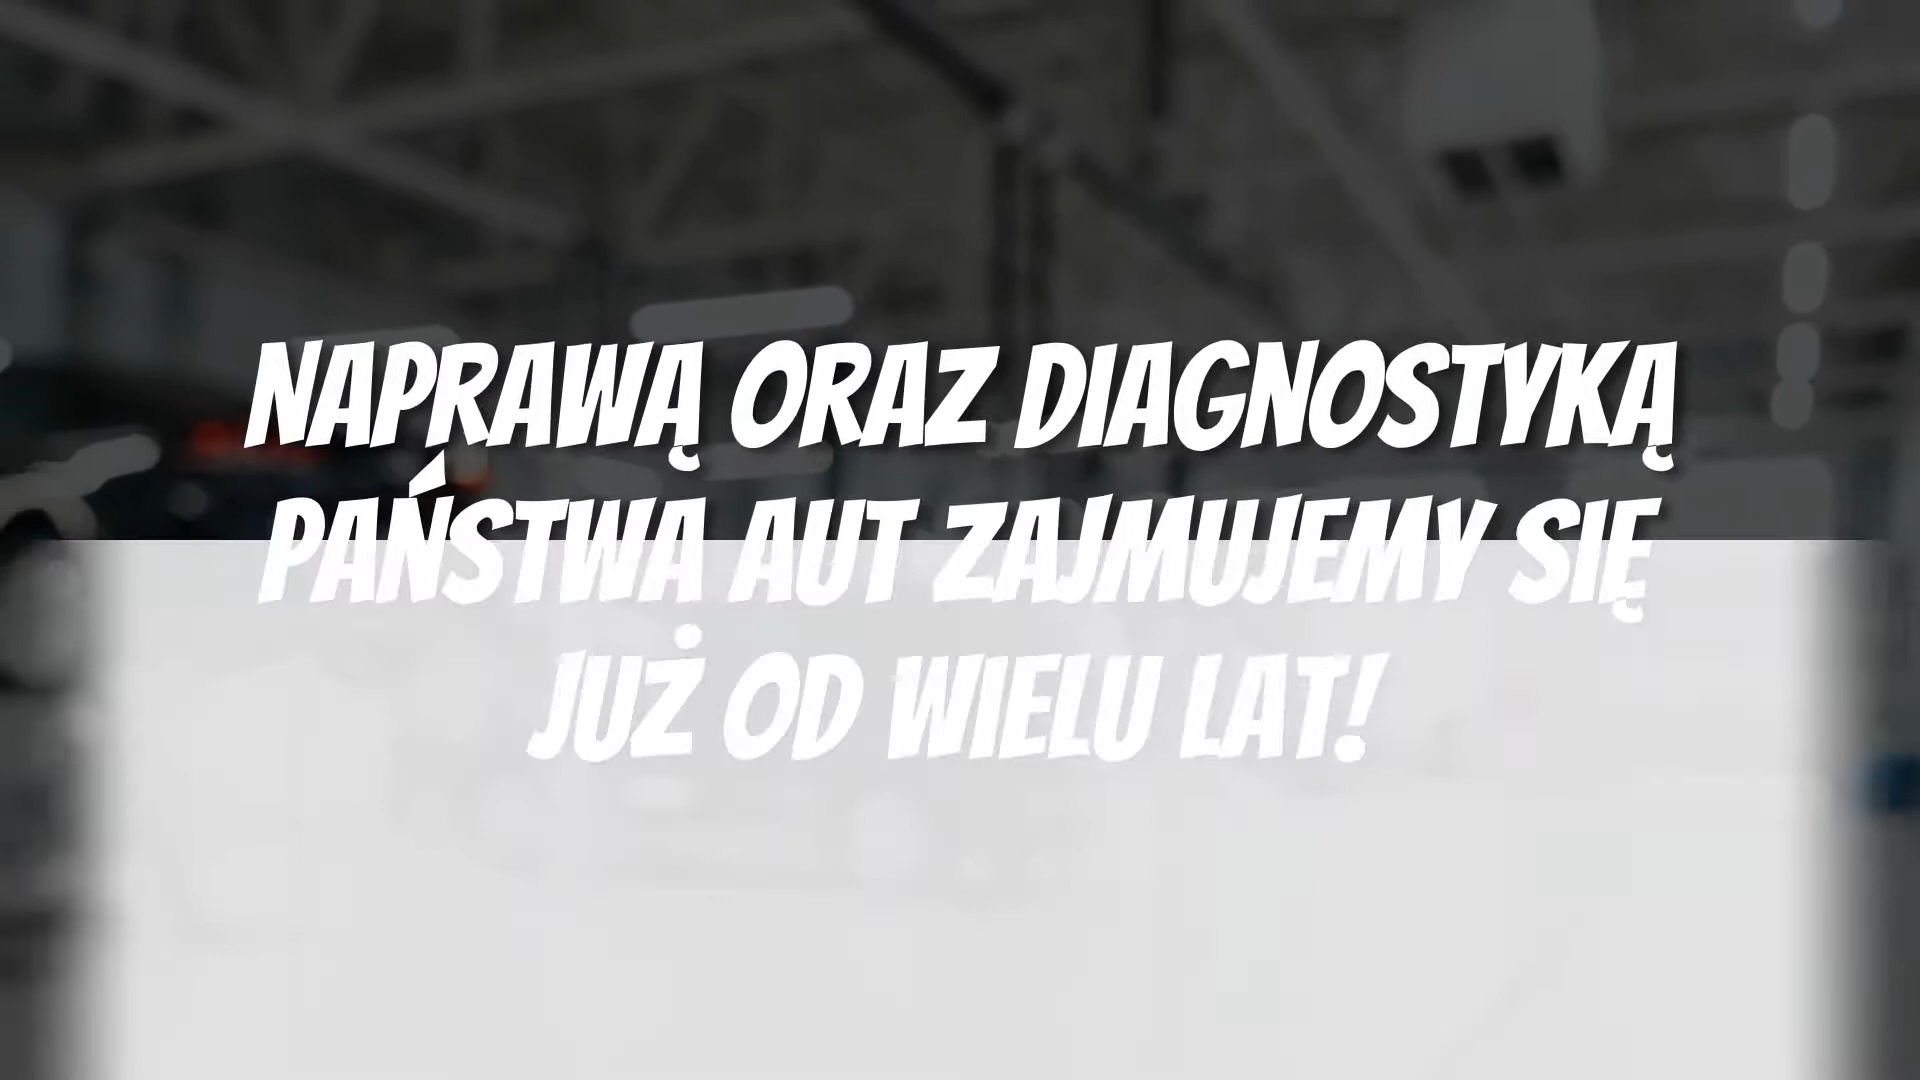 NAPRAWĄ ORAZ DIAGNOSTYKĄ
PAŃSTWA AUT ZAJMUJEMY SIĘ
JUŻ OD WIELU LAT!